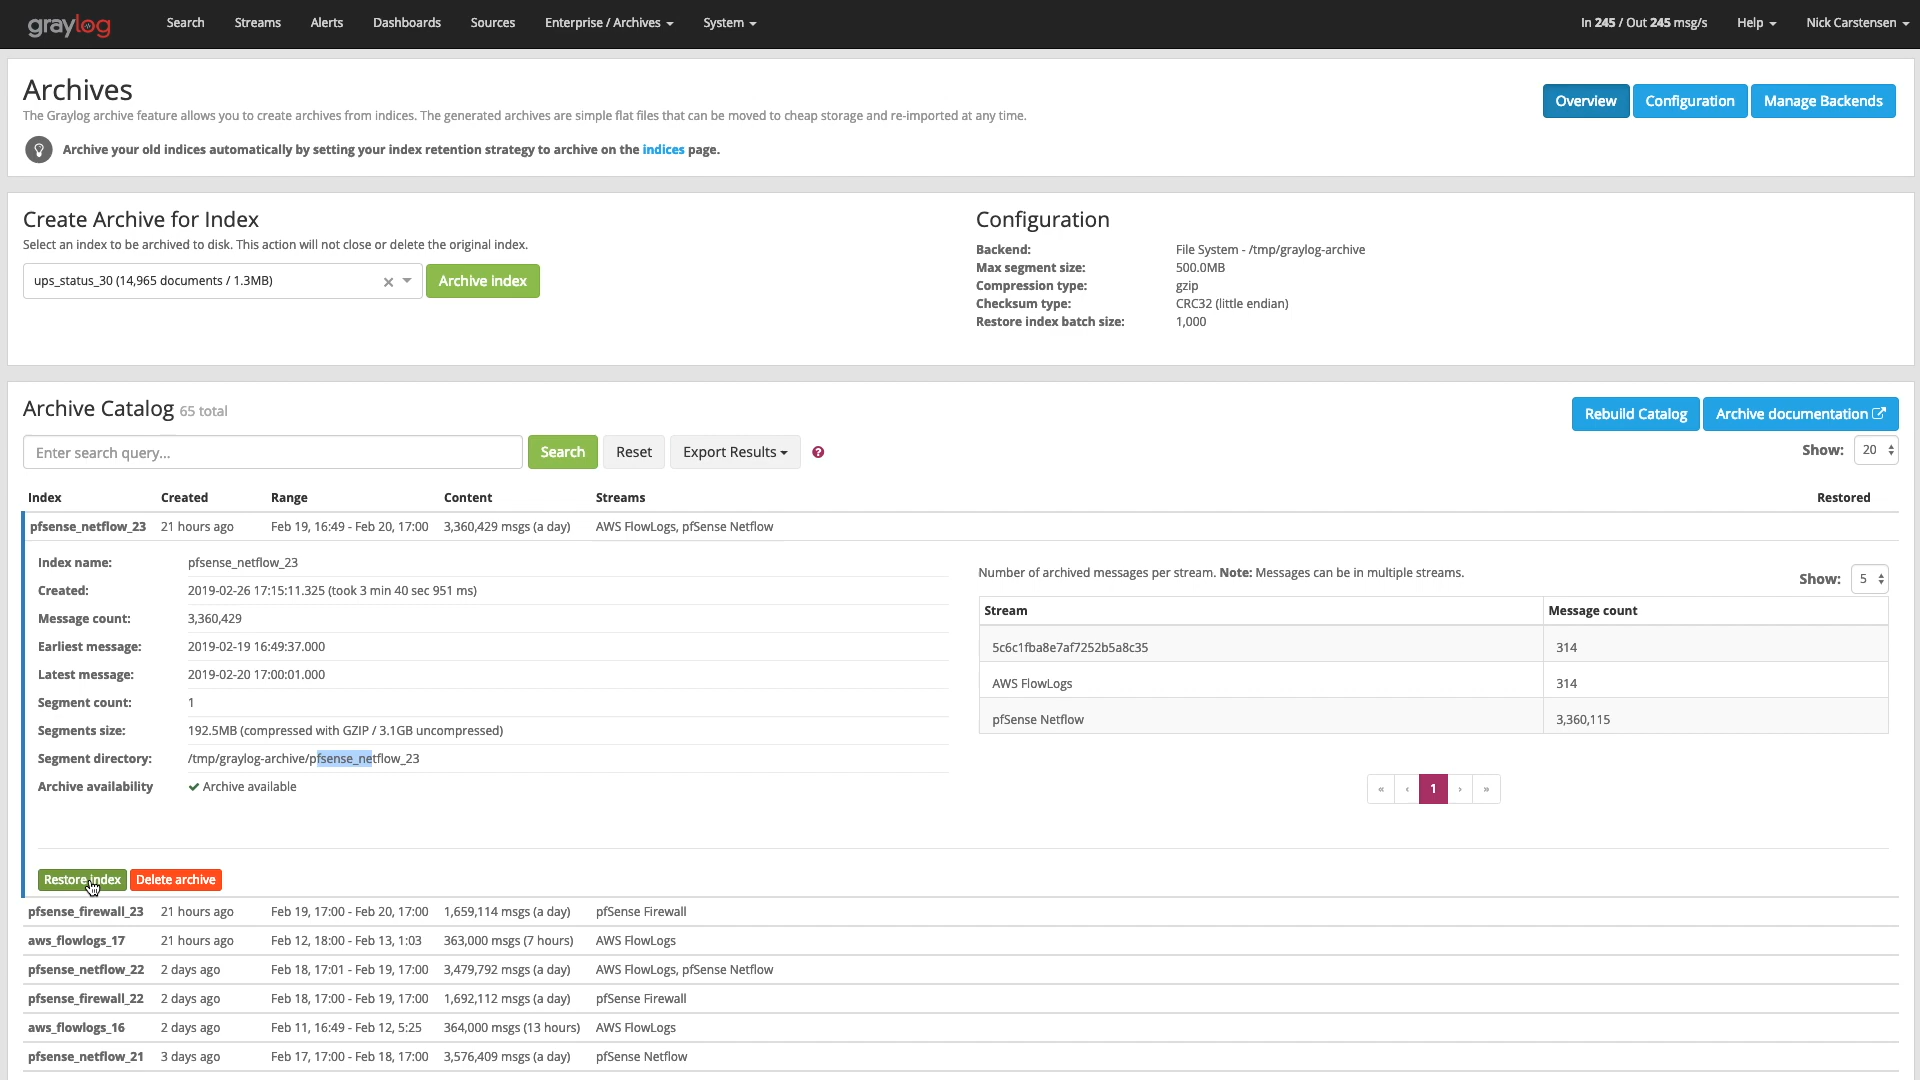 graylog Search Streams Alerts Dashboards Sources Enterprise / Archives System In 245 / Out 245 msg/s Help Nick Carstensen
Archives
The Graylog archive feature allows you to create archives from indices. The generated archives are simple flat files that can be moved to cheap storage and re-imported at any time.
Overview Configuration Manage Backends
Archive your old indices automatically by setting your index retention strategy to archive on the indices page.
Create Archive for Index
Select an index to be archived to disk. This action will not close or delete the original index.
ups_status_30 (14,965 documents / 1.3MB) × Archive index
Configuration
Backend: File System - /tmp/graylog-archive
Max segment size: 500.0MB
Compression type: gzip
Checksum type: CRC32 (little endian)
Restore index batch size: 1,000
Archive Catalog 65 total
Rebuild Catalog Archive documentation
Enter search query... Search Reset Export Results ? Show: 20
Index Created Range Content Streams Restored
pfsense_netflow_23 21 hours ago Feb 19, 16:49 - Feb 20, 17:00 3,360,429 msgs (a day) AWS FlowLogs, pfSense Netflow
Index name: pfsense_netflow_23
Created: 2019-02-26 17:15:11.325 (took 3 min 40 sec 951 ms)
Message count: 3,360,429
Earliest message: 2019-02-19 16:49:37.000
Latest message: 2019-02-20 17:00:01.000
Segment count: 1
Segments size: 192.5MB (compressed with GZIP / 3.1GB uncompressed)
Segment directory: /tmp/graylog-archive/pfsense_netflow_23
Archive availability ✔ Archive available
Number of archived messages per stream. Note: Messages can be in multiple streams. Show: 5
Stream Message count
5c6c1fba8e7af7252b5a8c35 314
AWS FlowLogs 314
pfSense Netflow 3,360,115
« ‹ 1 › »
Restore index Delete archive
pfsense_firewall_23 21 hours ago Feb 19, 17:00 - Feb 20, 17:00 1,659,114 msgs (a day) pfSense Firewall
aws_flowlogs_17 21 hours ago Feb 12, 18:00 - Feb 13, 1:03 363,000 msgs (7 hours) AWS FlowLogs
pfsense_netflow_22 2 days ago Feb 18, 17:01 - Feb 19, 17:00 3,479,792 msgs (a day) AWS FlowLogs, pfSense Netflow
pfsense_firewall_22 2 days ago Feb 18, 17:00 - Feb 19, 17:00 1,692,112 msgs (a day) pfSense Firewall
aws_flowlogs_16 2 days ago Feb 11, 16:49 - Feb 12, 5:25 364,000 msgs (13 hours) AWS FlowLogs
pfsense_netflow_21 3 days ago Feb 17, 17:00 - Feb 18, 17:00 3,576,409 msgs (a day) pfSense Netflow